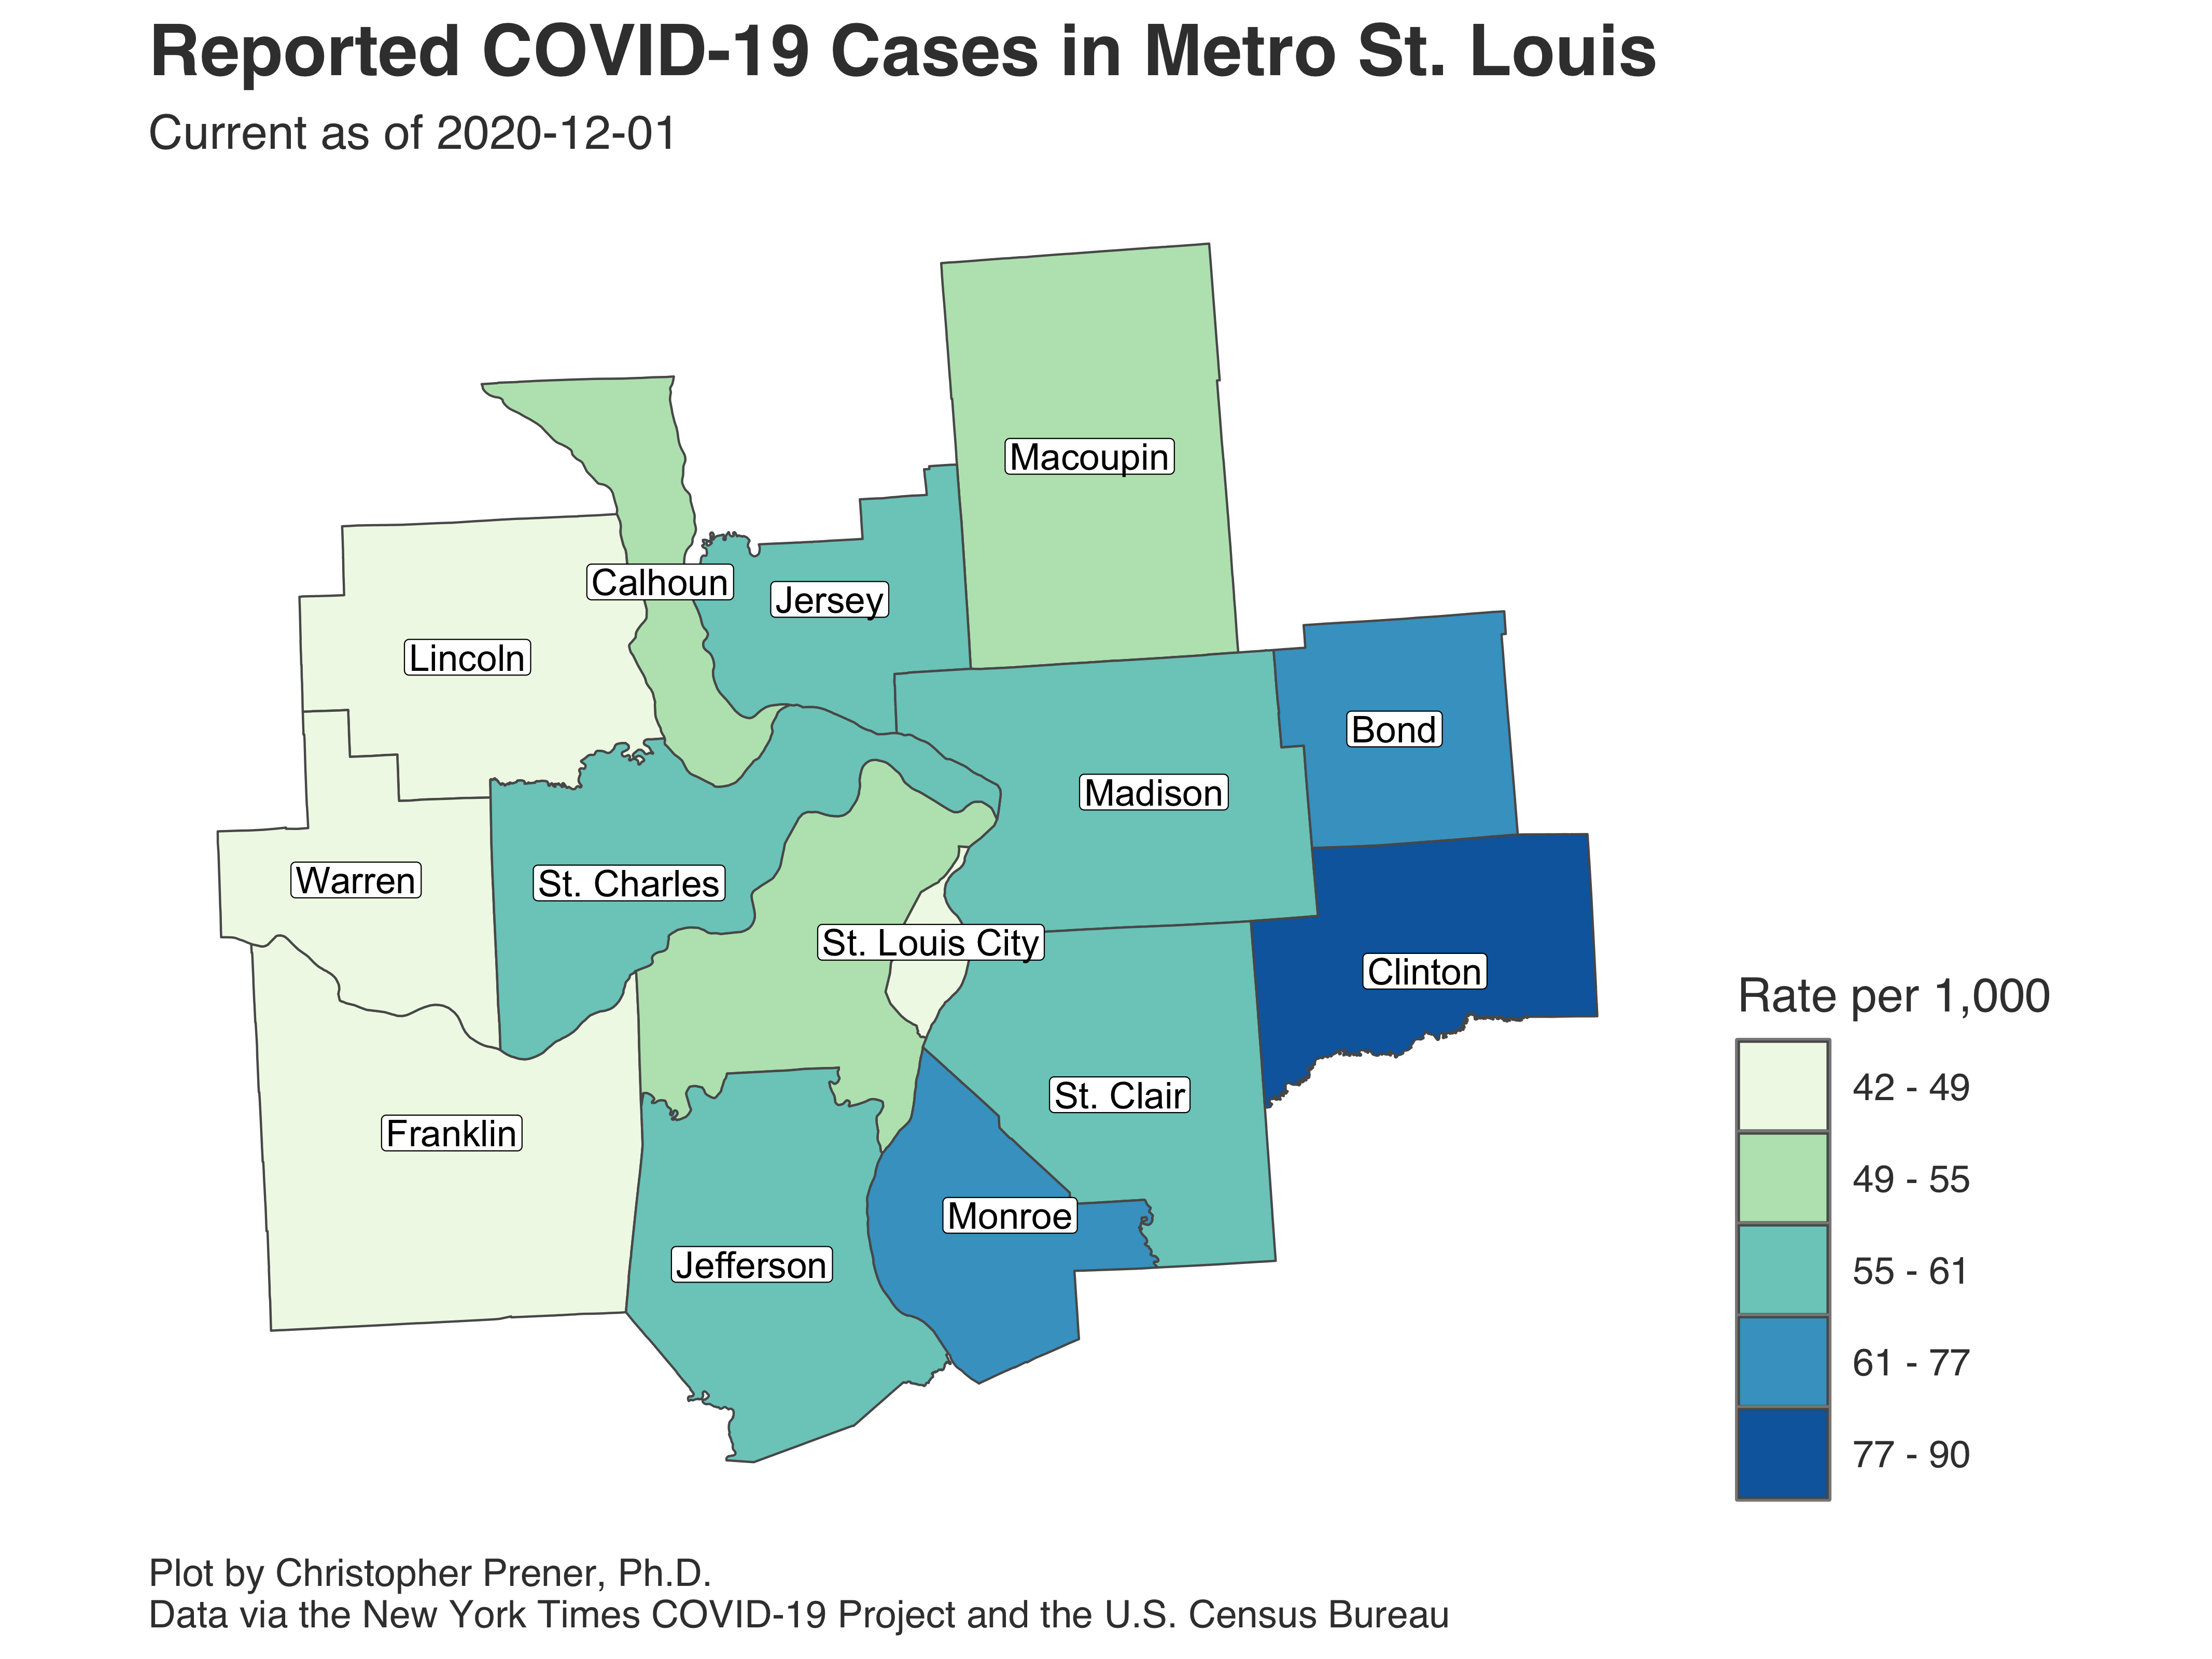 Reported COVID-19 Cases in Metro St. Louis
Current as of 2020-12-01
Macoupin
Calhoun
Jersey
Lincoln
Bond
Madison
Warren
St. Charles
St. Louis City
Clinton
St. Clair
Franklin
Monroe
Jefferson
Rate per 1,000
42 - 49
49 - 55
55 - 61
61 - 77
77 - 90
Plot by Christopher Prener, Ph.D.
Data via the New York Times COVID-19 Project and the U.S. Census Bureau